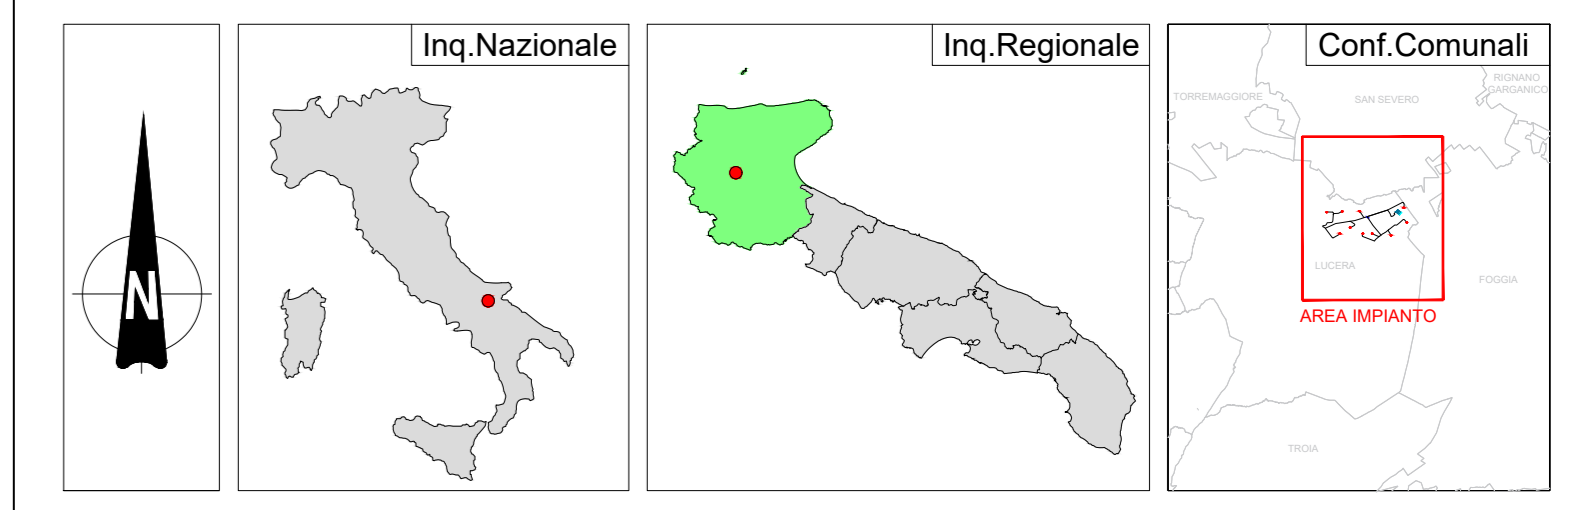 N
Inq.Nazionale
Inq.Regionale
Conf.Comunali
TORREMAGGIORE
SAN SEVERO
RIGNANO
GARGANICO
LUCERA
FOGGIA
AREA IMPIANTO
TROIA